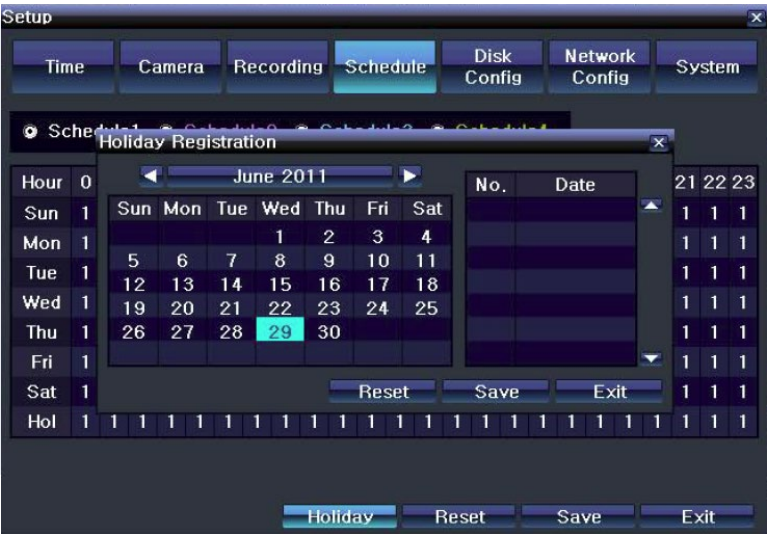 Setup
Time Camera Recording Schedule Disk Config Network Config System
Schedule1 Schedule2 Schedule3 Schedule4
Holiday Registration
June 2011
No. Date
Hour 0 21 22 23
Sun Mon Tue Wed Thu Fri Sat
Sun 1 1 1 1
1 2 3 4
Mon 1 1 1 1
5 6 7 8 9 10 11
Tue 1 1 1 1
12 13 14 15 16 17 18
Wed 1 1 1 1
19 20 21 22 23 24 25
Thu 1 1 1 1
26 27 28 29 30
Fri 1 1 1 1
Reset Save Exit
Sat 1 1 1 1
Hol 1 1 1 1 1 1 1 1 1 1 1 1 1 1 1 1 1 1 1 1 1 1 1 1
Holiday Reset Save Exit